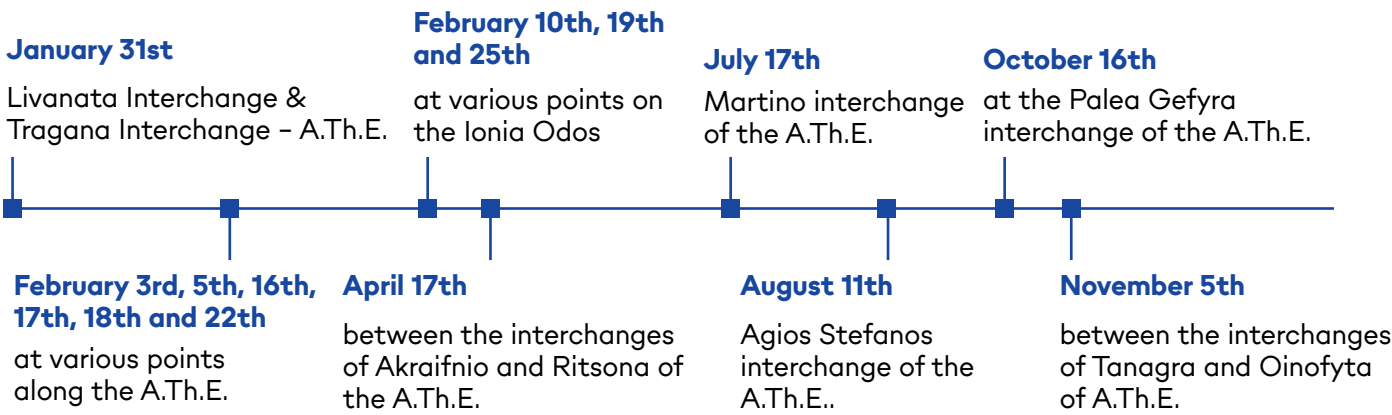 January 31st
Livanata Interchange &
Tragana Interchange – A.Th.E.
February 3rd, 5th, 16th,
17th, 18th and 22th
at various points
along the A.Th.E.
February 10th, 19th
and 25th
at various points on
the Ionia Odos
April 17th
between the interchanges
of Akraifnio and Ritsona of
the A.Th.E.
July 17th
Martino interchange
of the A.Th.E.
August 11th
Agios Stefanos
interchange of the
A.Th.E..
October 16th
at the Palea Gefyra
interchange of the A.Th.E.
November 5th
between the interchanges
of Tanagra and Oinofyta
of A.Th.E.